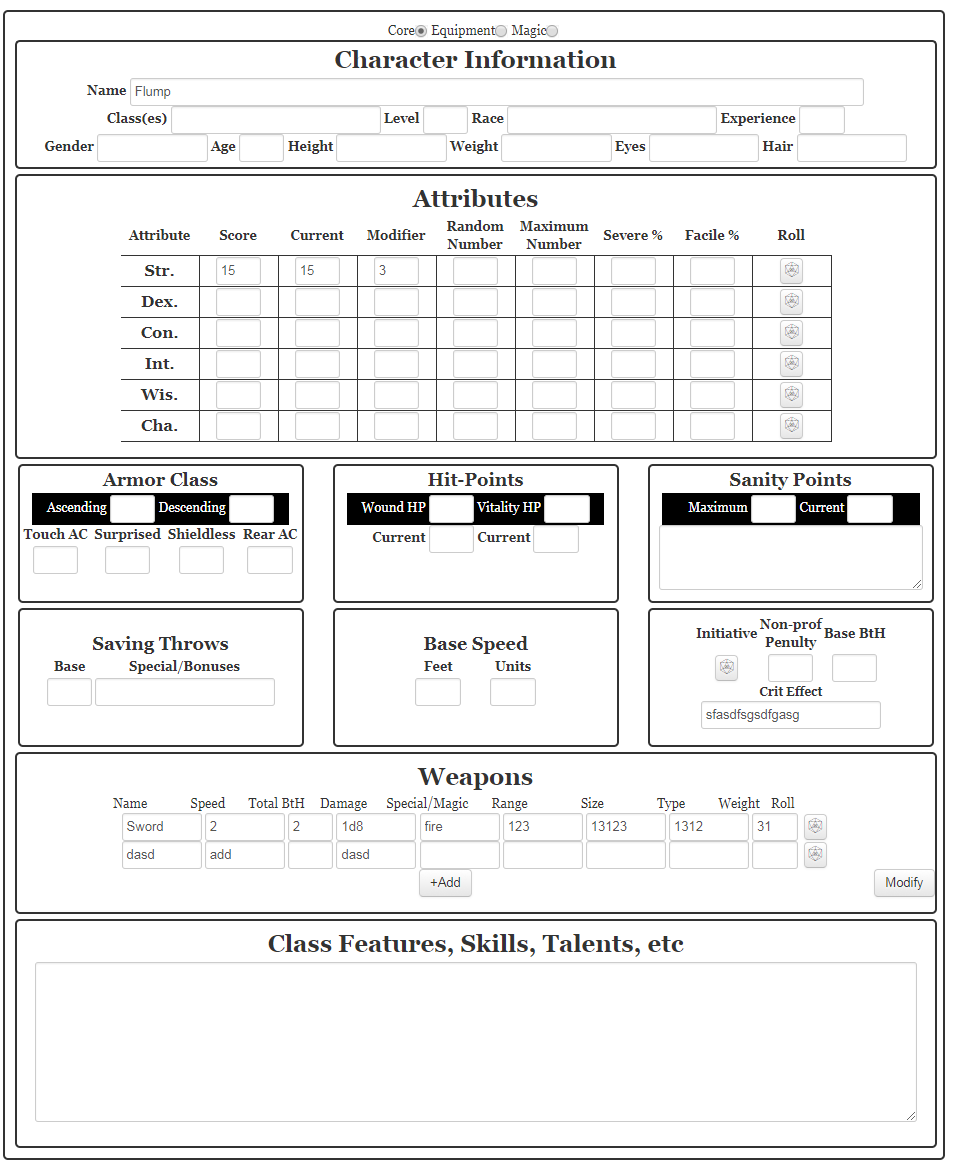 Core Equipment Magic
Character Information
Name Flump
Class(es) Level Race Experience
Gender Age Height Weight Eyes Hair
Attributes
Attribute Score Current Modifier Random Number Maximum Number Severe % Facile % Roll
Str. 15 15 3
Dex.
Con.
Int.
Wis.
Cha.
Armor Class
Ascending Descending
Touch AC Surprised Shieldless Rear AC
Hit-Points
Wound HP Vitality HP
Current Current
Sanity Points
Maximum Current
Saving Throws
Base Special/Bonuses
Base Speed
Feet Units
Initiative Non-prof Penulty Base BtH
Crit Effect
sfasdfsgsdfgasg
Weapons
Name Speed Total BtH Damage Special/Magic Range Size Type Weight Roll
Sword 2 2 1d8 fire 123 13123 1312 31
dasd add dasd
+Add Modify
Class Features, Skills, Talents, etc